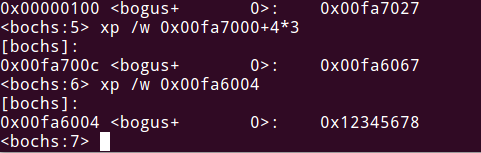 0x00000100 <bogus+       0>:    0x00fa7027
<bochs:5> xp /w 0x00fa7000+4*3
[bochs]:
0x00fa700c <bogus+       0>:    0x00fa6067
<bochs:6> xp /w 0x00fa6004
[bochs]:
0x00fa6004 <bogus+       0>:    0x12345678
<bochs:7>